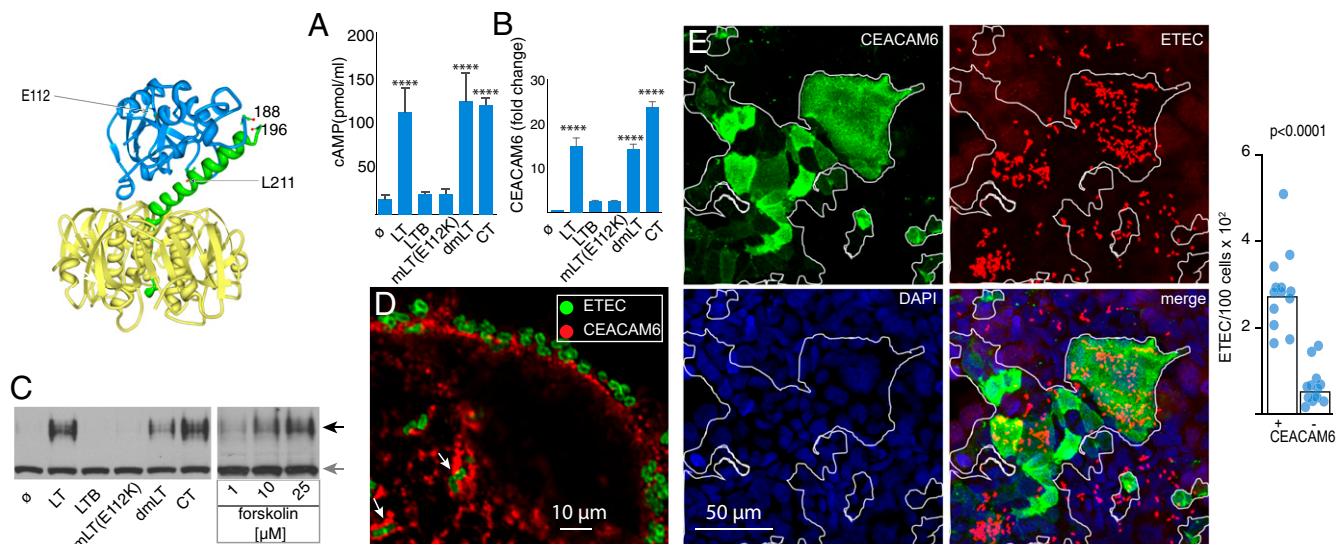 E112
188
196
L211
A
cAMP(pmol/ml)
200
150
100
50
****
****
****
ø
LT
LTB
mLT(E112K)
dmLT
CT
B
CEACAM6 (fold change)
30
20
10
****
****
****
ø
LT
LTB
mLT(E112K)
dmLT
CT
C
ø
LT
LTB
mLT(E112K)
dmLT
CT
1
10
25
forskolin
[µM]
D
ETEC
CEACAM6
10 µm
E
CEACAM6
ETEC
DAPI
merge
50 µm
p<0.0001
ETEC/100 cells x 10²
6
4
2
+
-
CEACAM6